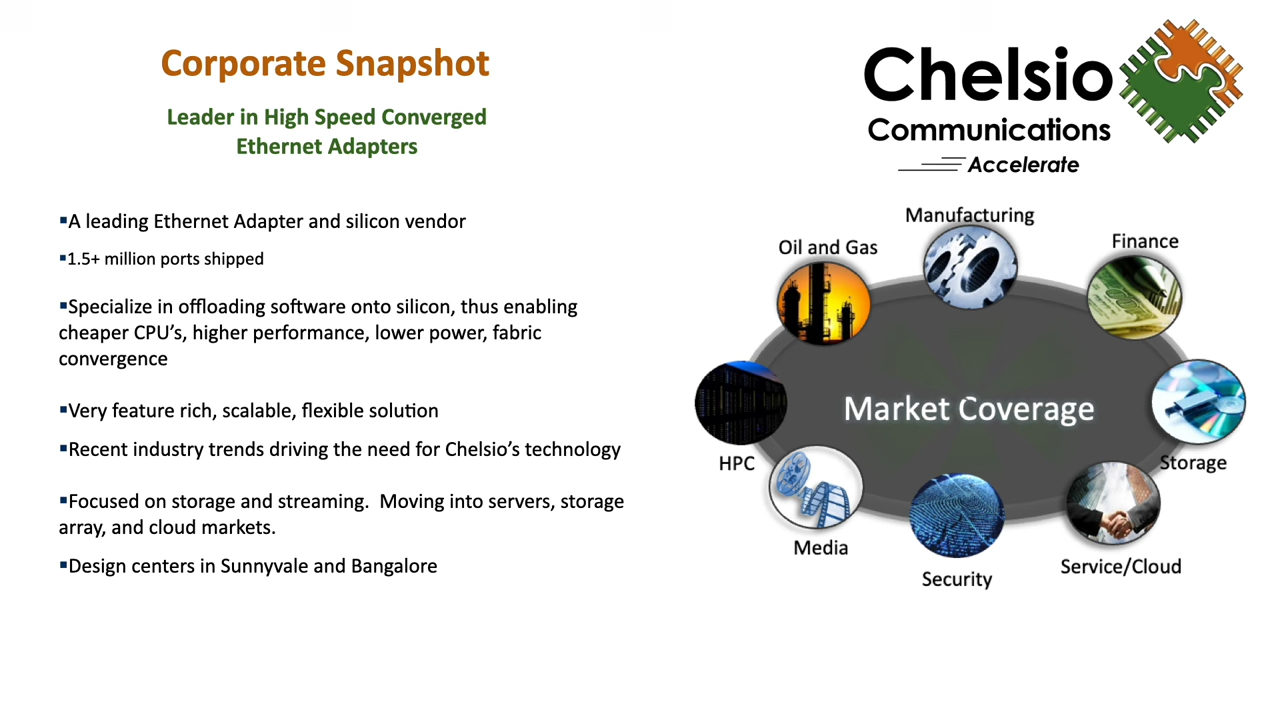 Corporate Snapshot
Leader in High Speed Converged
Ethernet Adapters
▪A leading Ethernet Adapter and silicon vendor
▪1.5+ million ports shipped
▪Specialize in offloading software onto silicon, thus enabling
cheaper CPU’s, higher performance, lower power, fabric
convergence
▪Very feature rich, scalable, flexible solution
▪Recent industry trends driving the need for Chelsio’s technology
▪Focused on storage and streaming.  Moving into servers, storage
array, and cloud markets.
▪Design centers in Sunnyvale and Bangalore
Chelsio
Communications
Accelerate
Manufacturing
Oil and Gas
Finance
Market Coverage
HPC
Storage
Media
Security
Service/Cloud